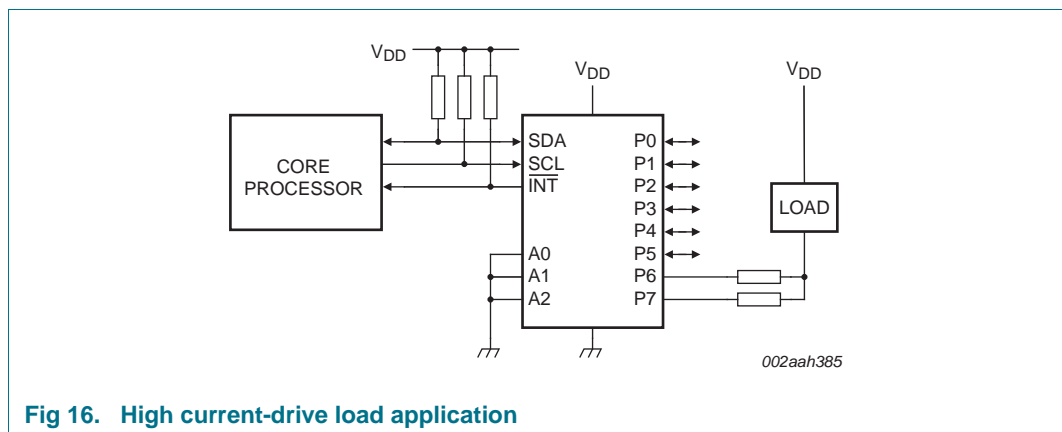 VDD
VDD
VDD
CORE
PROCESSOR
SDA
SCL
INT
A0
A1
A2
P0
P1
P2
P3
P4
P5
P6
P7
LOAD
002aah385
Fig 16. High current-drive load application